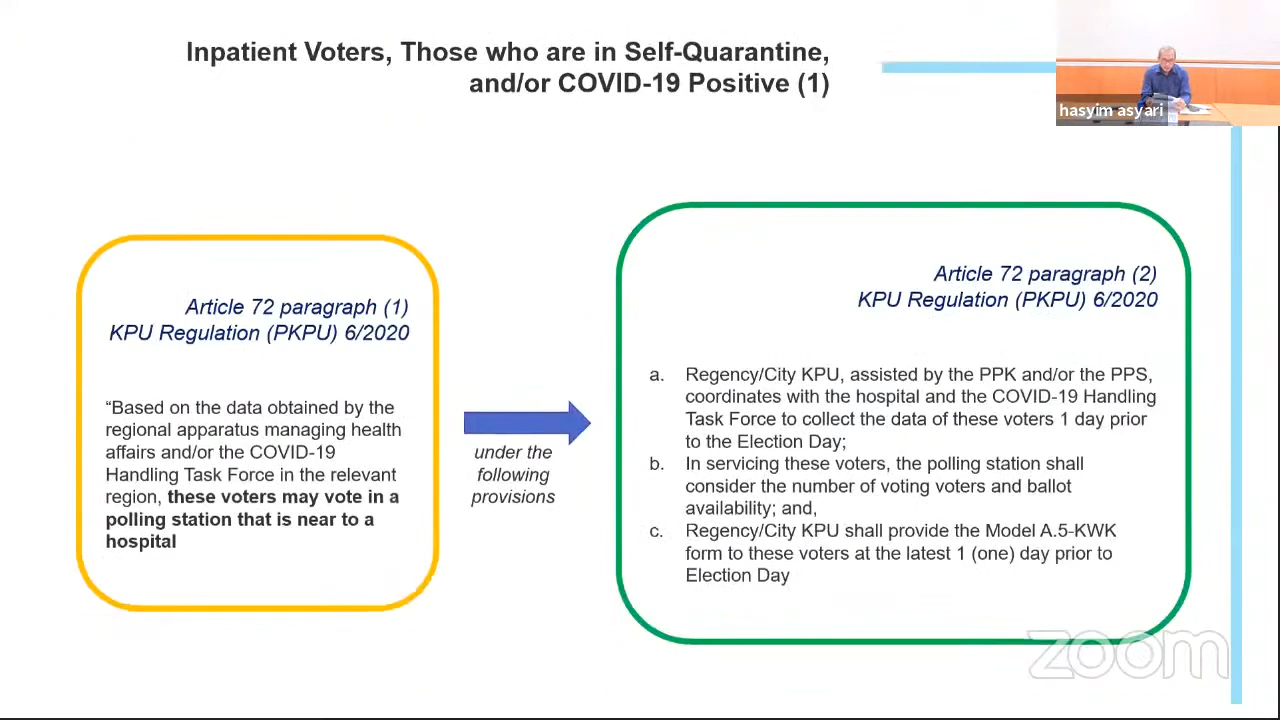 Inpatient Voters, Those who are in Self-Quarantine,
and/or COVID-19 Positive (1)
hasyim asyari
Article 72 paragraph (1)
KPU Regulation (PKPU) 6/2020
“Based on the data obtained by the
regional apparatus managing health
affairs and/or the COVID-19
Handling Task Force in the relevant
region, these voters may vote in a
polling station that is near to a
hospital
under the
following
provisions
Article 72 paragraph (2)
KPU Regulation (PKPU) 6/2020
a. Regency/City KPU, assisted by the PPK and/or the PPS,
coordinates with the hospital and the COVID-19 Handling
Task Force to collect the data of these voters 1 day prior
to the Election Day;
b. In servicing these voters, the polling station shall
consider the number of voting voters and ballot
availability; and,
c. Regency/City KPU shall provide the Model A.5-KWK
form to these voters at the latest 1 (one) day prior to
Election Day
zoom